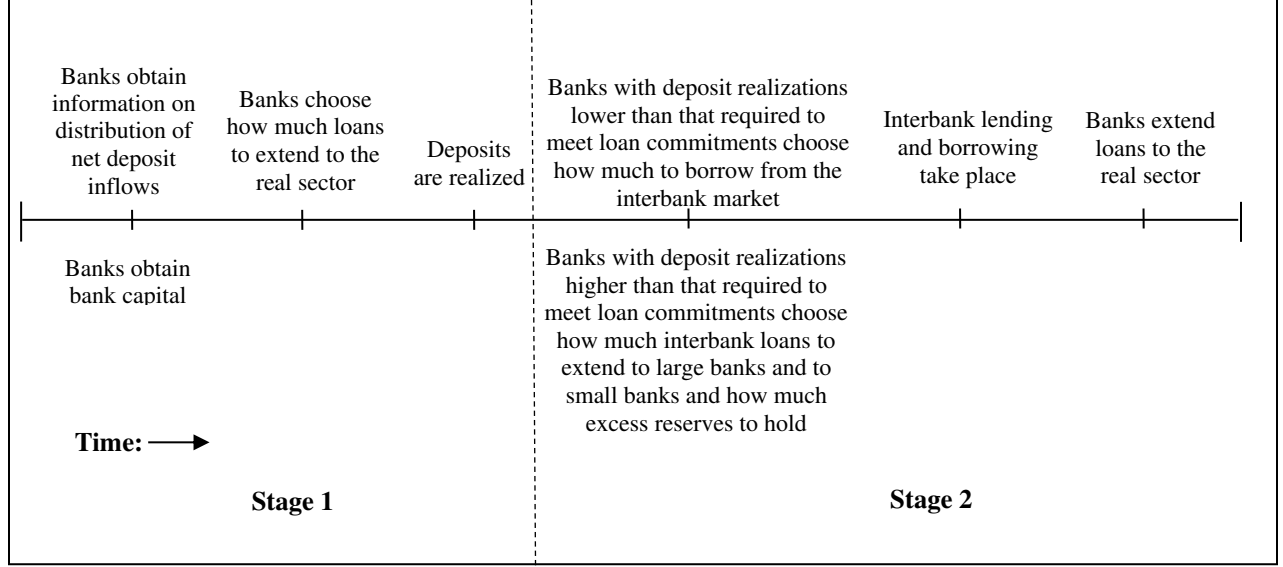 Banks obtain
information on
distribution of
net deposit
inflows
Banks choose
how much loans
to extend to the
real sector
Deposits
are realized
Banks with deposit realizations
lower than that required to
meet loan commitments choose
how much to borrow from the
interbank market
Interbank lending
and borrowing
take place
Banks extend
loans to the
real sector
Banks obtain
bank capital
Banks with deposit realizations
higher than that required to
meet loan commitments choose
how much interbank loans to
extend to large banks and to
small banks and how much
excess reserves to hold
Time:
Stage 1
Stage 2